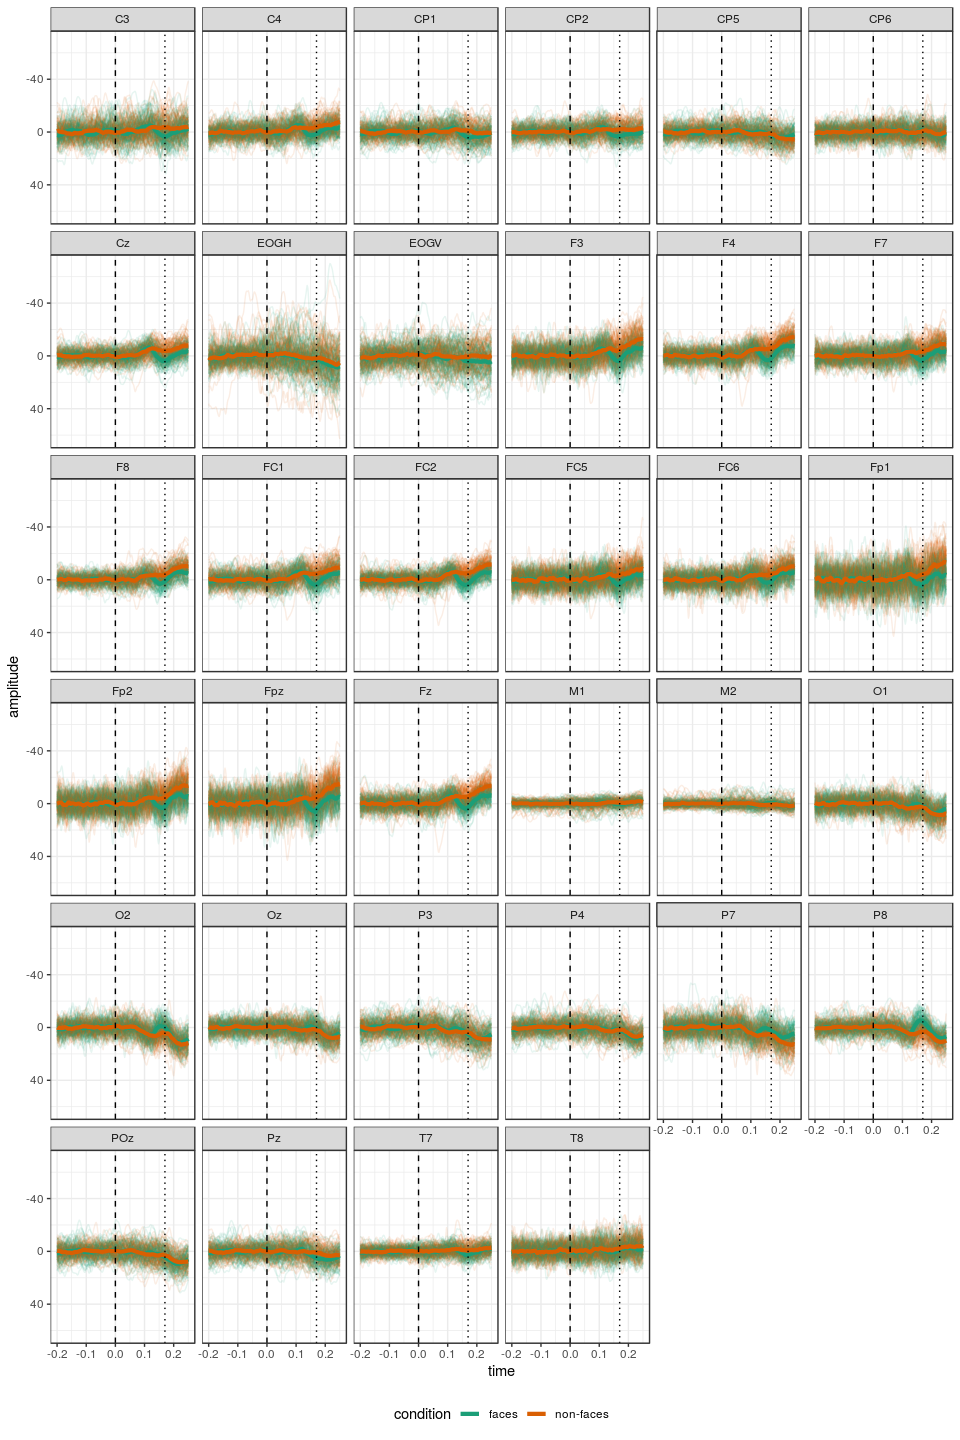 C3 C4 CP1 CP2 CP5 CP6
-40
0
40
Cz EOGH EOGV F3 F4 F7
-40
0
40
F8 FC1 FC2 FC5 FC6 Fp1
-40
0
40
amplitude
Fp2 Fpz Fz M1 M2 O1
-40
0
40
O2 Oz P3 P4 P7 P8
-40
0
40
-0.2 -0.1 0.0 0.1 0.2 -0.2 -0.1 0.0 0.1 0.2
POz Pz T7 T8
-40
0
40
-0.2 -0.1 0.0 0.1 0.2 -0.2 -0.1 0.0 0.1 0.2 -0.2 -0.1 0.0 0.1 0.2 -0.2 -0.1 0.0 0.1 0.2
time
condition faces non-faces